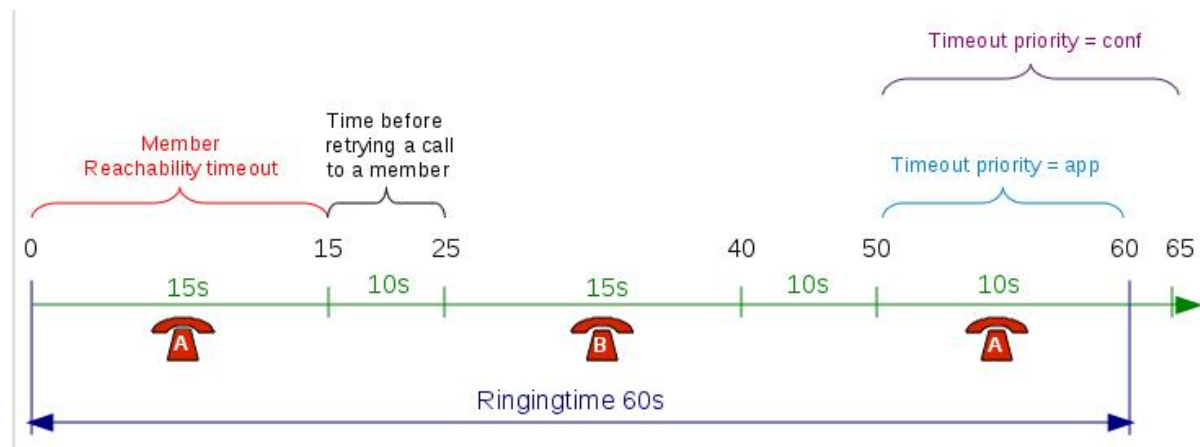 Timeout priority = conf
Time before
retrying a call
to a member
Member
Reachability timeout
Timeout priority = app
0 15 25 40 50 60 65
15s 10s 15s 10s 10s
A B A
Ringingtime 60s